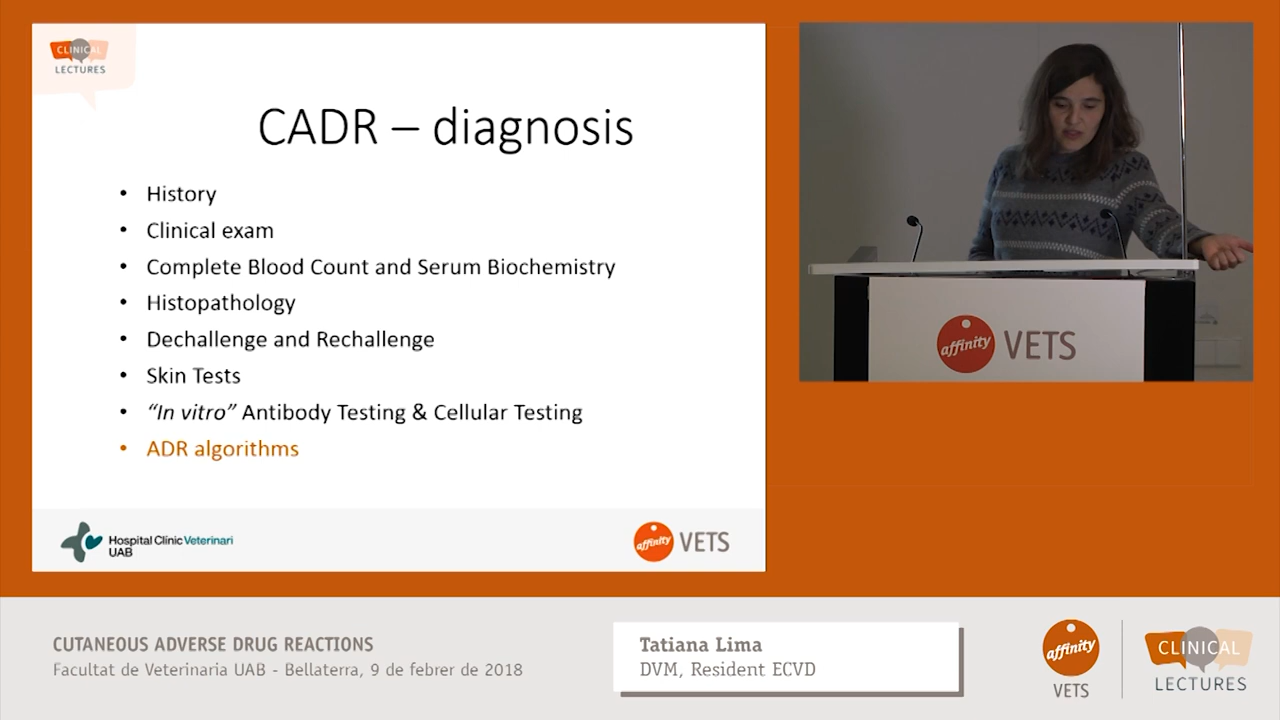 CLINICAL
LECTURES
CADR – diagnosis
• History
• Clinical exam
• Complete Blood Count and Serum Biochemistry
• Histopathology
• Dechallenge and Rechallenge
• Skin Tests
• “In vitro” Antibody Testing & Cellular Testing
• ADR algorithms
Hospital Clínic Veterinari
UAB
affinity VETS
affinity VETS
CUTANEOUS ADVERSE DRUG REACTIONS
Facultat de Veterinaria UAB - Bellaterra, 9 de febrer de 2018
Tatiana Lima
DVM, Resident ECVD
affinity
VETS
CLINICAL
LECTURES